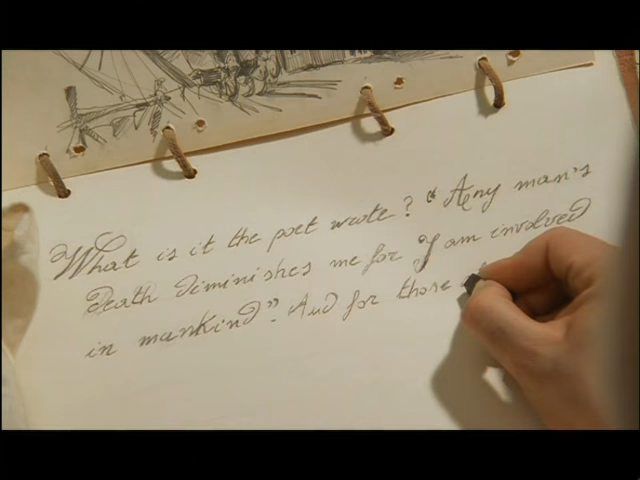 What is it the poet wrote? "Any man's
Death diminishes me for I am involved
in mankind". And for those